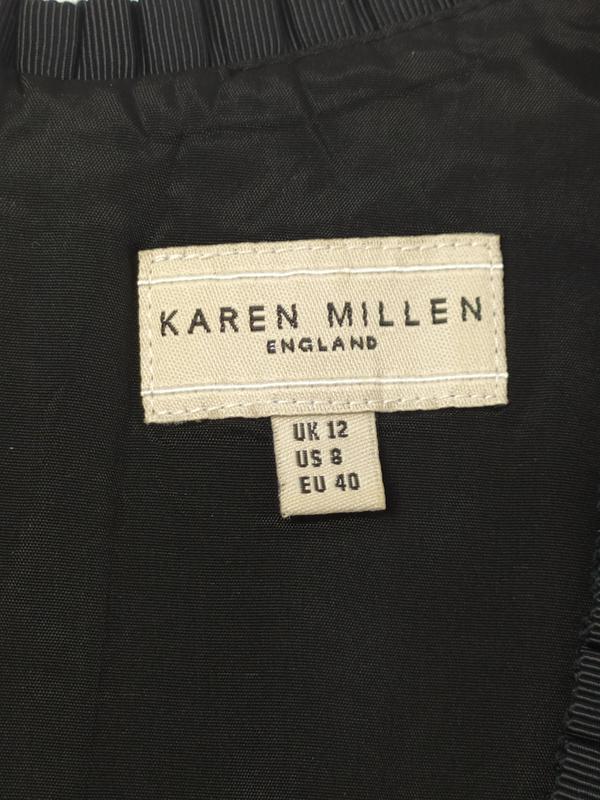 KAREN MILLEN
ENGLAND
UK 12
US 8
EU 40